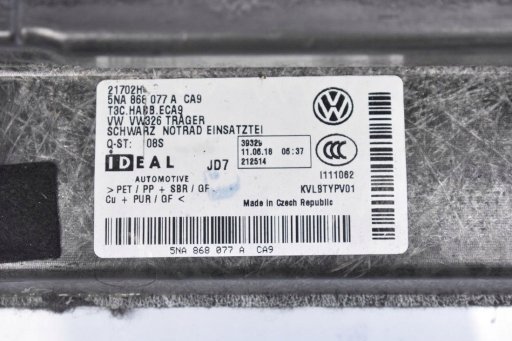 21702H
5NA 868 077 A CA9
T3C.HABB.ECA9
VW VW326 TRÄGER
SCHWARZ NOTRAD EINSATZTEI
Q-ST: 08S
IDEAL
AUTOMOTIVE
JD7
39326
11.06.18 05:37
212514
CCC
I111062
> PET / PP + SBR / GF
Cu + PUR / GF <
KVLBTYPV01
Made in Czech Republic
5NA 868 077 A CA9